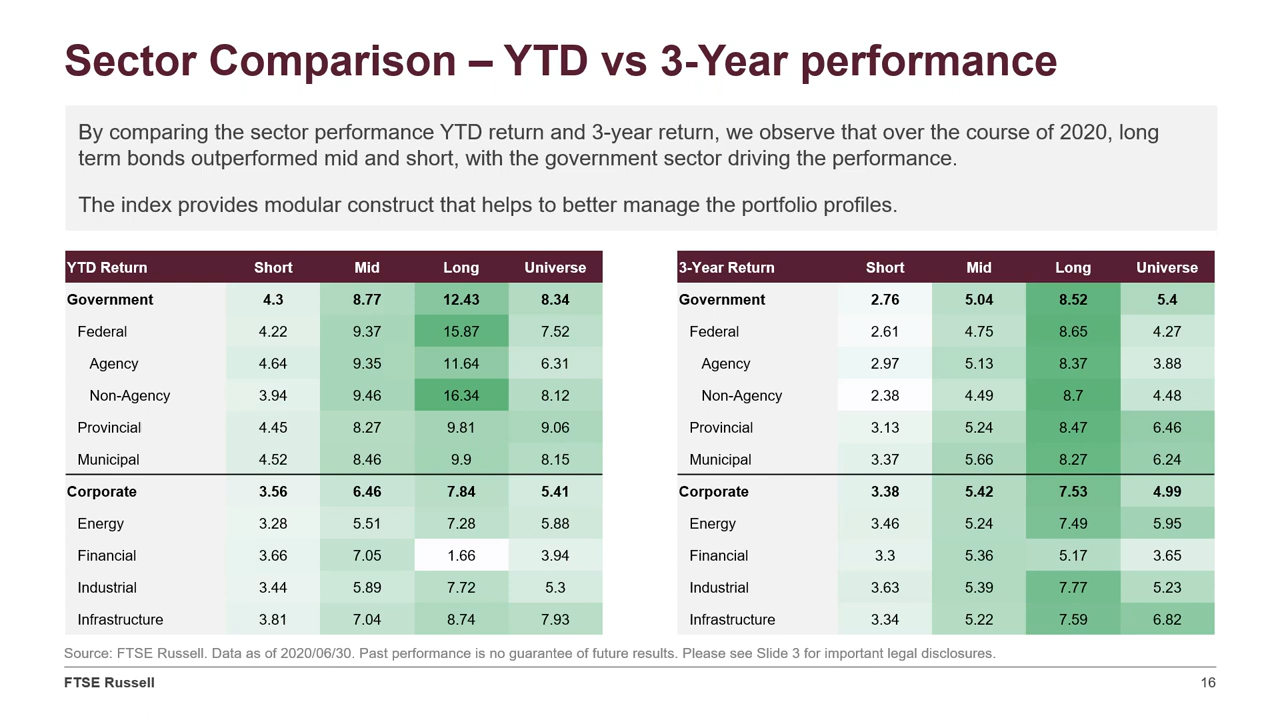 Sector Comparison – YTD vs 3-Year performance
By comparing the sector performance YTD return and 3-year return, we observe that over the course of 2020, long
term bonds outperformed mid and short, with the government sector driving the performance.
The index provides modular construct that helps to better manage the portfolio profiles.
YTD Return Short Mid Long Universe
Government 4.3 8.77 12.43 8.34
Federal 4.22 9.37 15.87 7.52
Agency 4.64 9.35 11.64 6.31
Non-Agency 3.94 9.46 16.34 8.12
Provincial 4.45 8.27 9.81 9.06
Municipal 4.52 8.46 9.9 8.15
Corporate 3.56 6.46 7.84 5.41
Energy 3.28 5.51 7.28 5.88
Financial 3.66 7.05 1.66 3.94
Industrial 3.44 5.89 7.72 5.3
Infrastructure 3.81 7.04 8.74 7.93
3-Year Return Short Mid Long Universe
Government 2.76 5.04 8.52 5.4
Federal 2.61 4.75 8.65 4.27
Agency 2.97 5.13 8.37 3.88
Non-Agency 2.38 4.49 8.7 4.48
Provincial 3.13 5.24 8.47 6.46
Municipal 3.37 5.66 8.27 6.24
Corporate 3.38 5.42 7.53 4.99
Energy 3.46 5.24 7.49 5.95
Financial 3.3 5.36 5.17 3.65
Industrial 3.63 5.39 7.77 5.23
Infrastructure 3.34 5.22 7.59 6.82
Source: FTSE Russell. Data as of 2020/06/30. Past performance is no guarantee of future results. Please see Slide 3 for important legal disclosures.
FTSE Russell 16